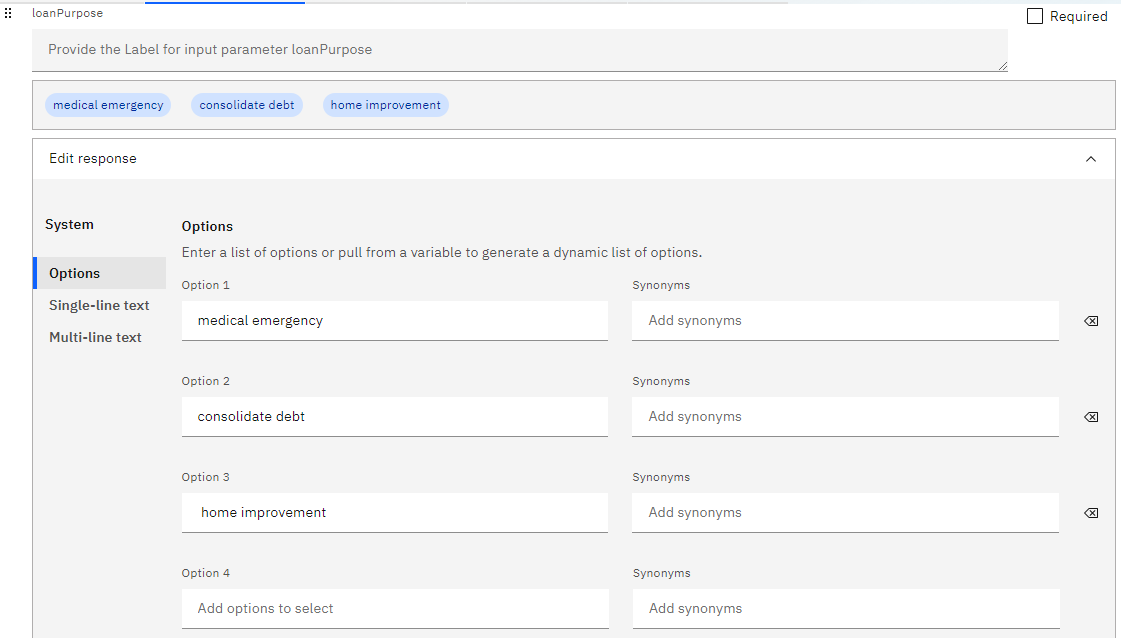 loanPurpose
Required
Provide the Label for input parameter loanPurpose
medical emergency consolidate debt home improvement
Edit response
System
Options
Single-line text
Multi-line text
Options
Enter a list of options or pull from a variable to generate a dynamic list of options.
Option 1 Synonyms
medical emergency Add synonyms
Option 2 Synonyms
consolidate debt Add synonyms
Option 3 Synonyms
home improvement Add synonyms
Option 4 Synonyms
Add options to select Add synonyms